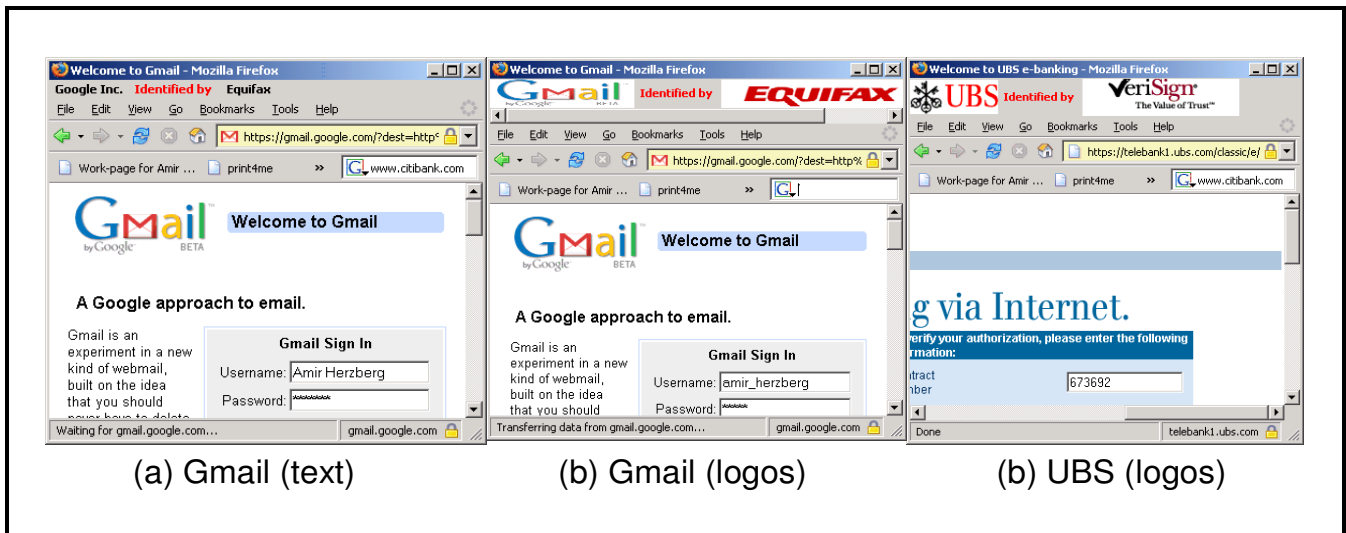 Welcome to Gmail - Mozilla Firefox
Google Inc. Identified by Equifax
File Edit View Go Bookmarks Tools Help
https://gmail.google.com/?dest=http
Work-page for Amir ... print4me » G www.citibank.com
Gmail™
by Google BETA
Welcome to Gmail
A Google approach to email.
Gmail is an
experiment in a new
kind of webmail,
built on the idea
that you should
never have to delete
Gmail Sign In
Username: Amir Herzberg
Password: *******
Waiting for gmail.google.com... gmail.google.com
(a) Gmail (text)
Welcome to Gmail - Mozilla Firefox
Gmail
by Google BETA
Identified by EQUIFAX
File Edit View Go Bookmarks Tools Help
https://gmail.google.com/?dest=http%
Work-page for Amir ... print4me » G
Gmail™
by Google BETA
Welcome to Gmail
A Google approach to email.
Gmail is an
experiment in a new
kind of webmail,
built on the idea
that you should
Gmail Sign In
Username: amir_herzberg
Password: *****
Transferring data from gmail.google.com... gmail.google.com
(b) Gmail (logos)
Welcome to UBS e-banking - Mozilla Firefox
UBS Identified by VeriSign
The Value of Trust℠
File Edit View Go Bookmarks Tools Help
https://telebank1.ubs.com/classic/e/
Work-page for Amir ... print4me » G www.citibank.com
g via Internet.
verify your authorization, please enter the following
rmation:
ntract
mber
673692
Done telebank1.ubs.com
(b) UBS (logos)